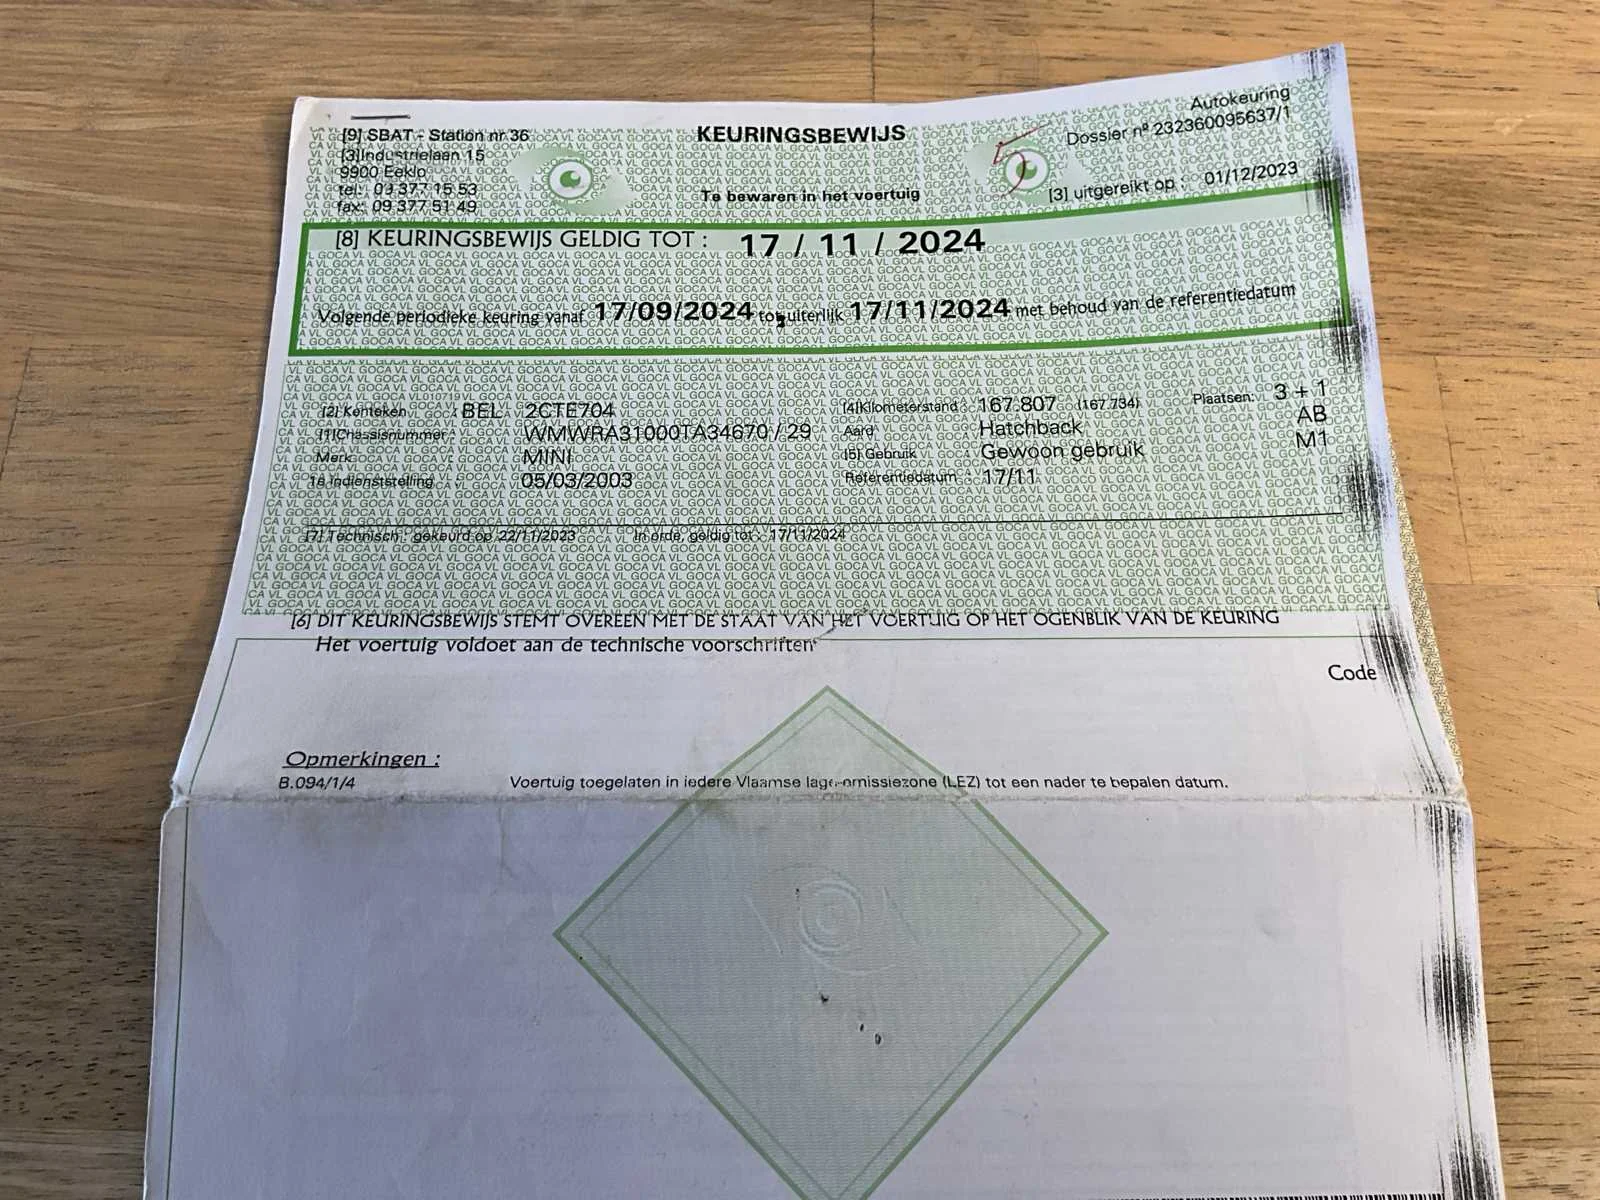 [9] SBAT - Station nr 36
[3]Industrielaan 15
9900 Eeklo
tel: 09 377 15 53
fax: 09 377 51 49
KEURINGSBEWIJS
Te bewaren in het voertuig
Autokeuring
Dossier nº 232360095637/1
[3] uitgereikt op : 01/12/2023
[8] KEURINGSBEWIJS GELDIG TOT : 17 / 11 / 2024
Volgende periodieke keuring vanaf 17/09/2024 tot uiterlijk 17/11/2024 met behoud van de referentiedatum
[2] Kenteken : BEL 2CTE704
[1]Chassisnummer : WMWRA31000TA34670 / 29
Merk : MINI
1e indienststelling 05/03/2003
[4]Kilometerstand : 167.807 (167.734)
Aard : Hatchback
[5] Gebruik : Gewoon gebruik
Referentiedatum : 17/11
Plaatsen: 3 + 1
AB
M1
[7] Technisch : gekeurd op 22/11/2023 In orde, geldig tot : 17/11/2024
[6] DIT KEURINGSBEWIJS STEMT OVEREEN MET DE STAAT VAN HET VOERTUIG OP HET OGENBLIK VAN DE KEURING
Het voertuig voldoet aan de technische voorschriften
Code
Opmerkingen :
B.094/1/4 Voertuig toegelaten in iedere Vlaamse lage-emissiezone (LEZ) tot een nader te bepalen datum.